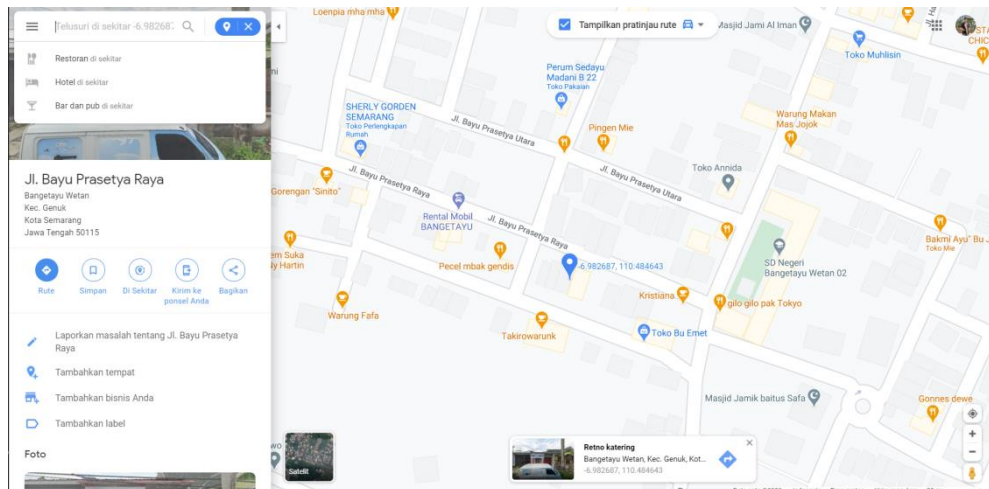 Telusuri di sekitar -6.98268
Restoran di sekitar
Hotel di sekitar
Bar dan pub di sekitar
Jl. Bayu Prasetya Raya
Bangetayu Wetan
Kec. Genuk
Kota Semarang
Jawa Tengah 50115
Rute
Simpan
Di Sekitar
Kirim ke
ponsel Anda
Bagikan
Laporkan masalah tentang Jl. Bayu Prasetya
Raya
Tambahkan tempat
Tambahkan bisnis Anda
Tambahkan label
Foto
Loenpia mha mha
Tampilkan pratinjau rute
Masjid Jami Al Iman
Toko Muhlisin
Perum Sedayu
Madani B 22
Toko Pakaian
SHERLY GORDEN
SEMARANG
Toko Perlengkapan
Rumah
Jl. Bayu Prasetya Utara
Pingen Mie
Warung Makan
Mas Jojok
Jl. Bayu Prasetya Raya
Jl. Bayu Prasetya Utara
Toko Annida
Gorengan "Sinito"
Rental Mobil
BANGETAYU
Jl. Bayu Prasetya Raya
Bakmi Ayu" Bu
Toko Mie
Pecel mbak gendis
-6.982687, 110.484643
SD Negeri
Bangetayu Wetan 02
Kristiana
gilo gilo pak Tokyo
Warung Fafa
Takirowarunk
Toko Bu Emet
Masjid Jamik baitus Safa
Gonnes dewe
Satelit
Retno katering
Bangetayu Wetan, Kec. Genuk, Kot...
-6.982687, 110.484643